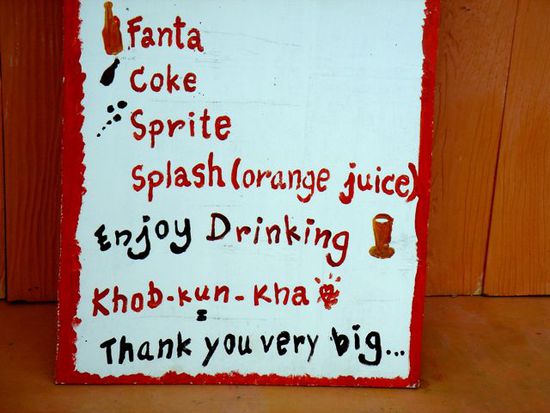 Fanta
Coke
Sprite
Splash (orange juice)
Enjoy Drinking
Khob-kun-kha
=
Thank you very big...